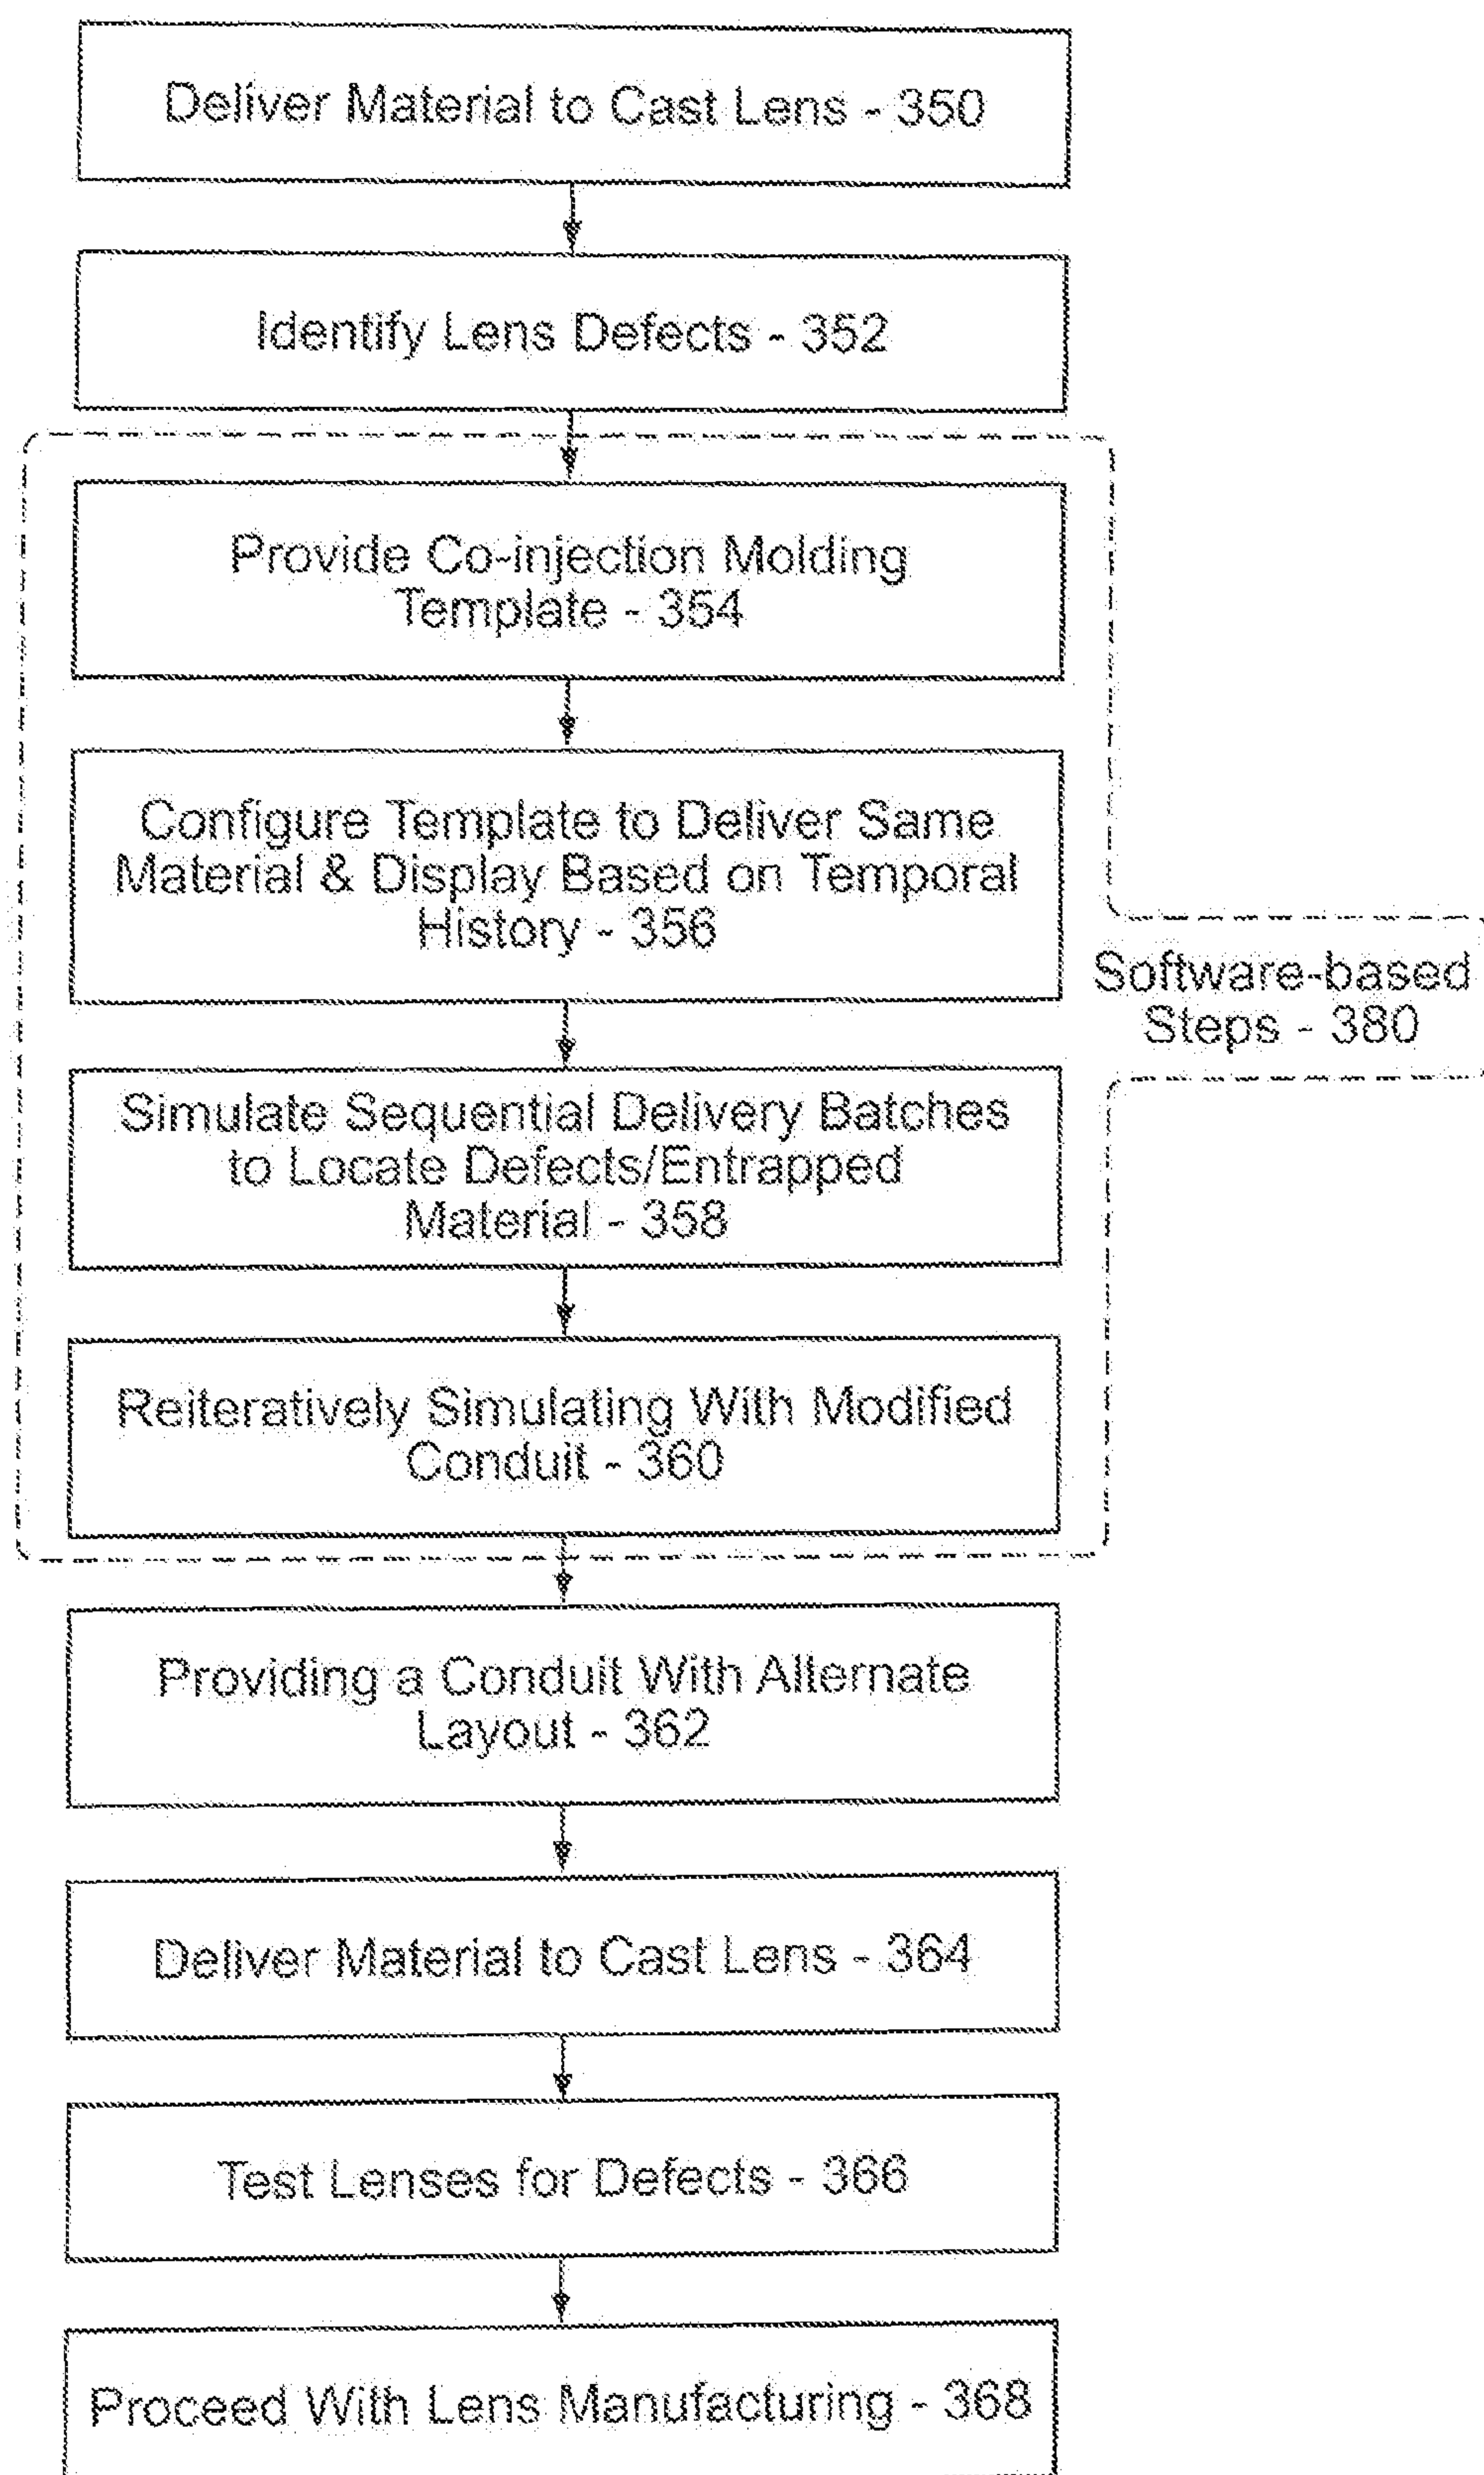 Deliver Material to Cast Lens - 350
Identify Lens Defects - 352
Provide Co-injection Molding
Template - 354
Configure Template to Deliver Same
Material & Display Based on Temporal
History - 356
Software-based
Steps - 380
Simulate Sequential Delivery Batches
to Locate Defects/Entrapped
Material - 358
Reiteratively Simulating With Modified
Conduit - 360
Providing a Conduit With Alternate
Layout - 362
Deliver Material to Cast Lens - 364
Test Lenses for Defects - 366
Proceed With Lens Manufacturing - 368